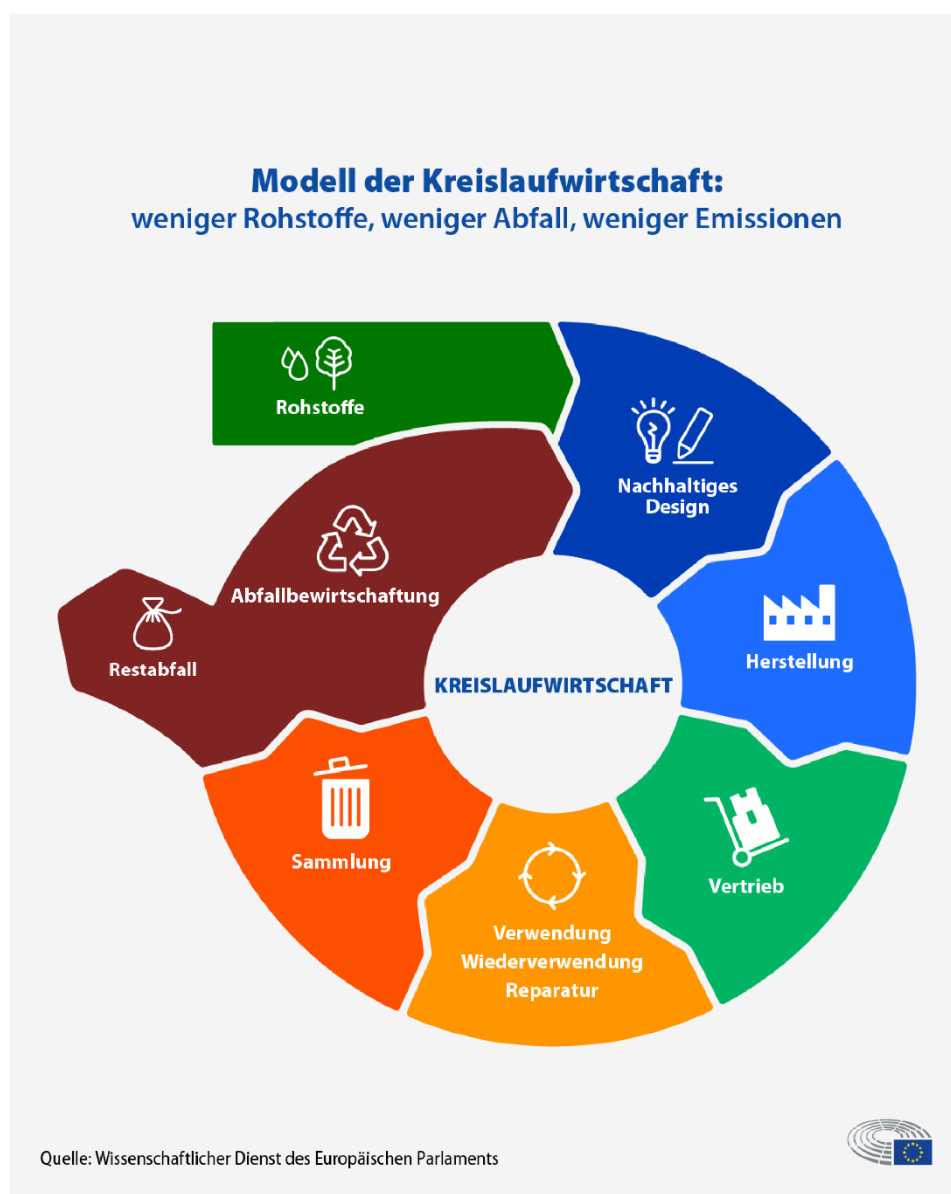 Modell der Kreislaufwirtschaft:
weniger Rohstoffe, weniger Abfall, weniger Emissionen
Rohstoffe
Nachhaltiges
Design
Herstellung
Vertrieb
Verwendung
Wiederverwendung
Reparatur
Sammlung
Abfallbewirtschaftung
Restabfall
KREISLAUFWIRTSCHAFT
Quelle: Wissenschaftlicher Dienst des Europäischen Parlaments